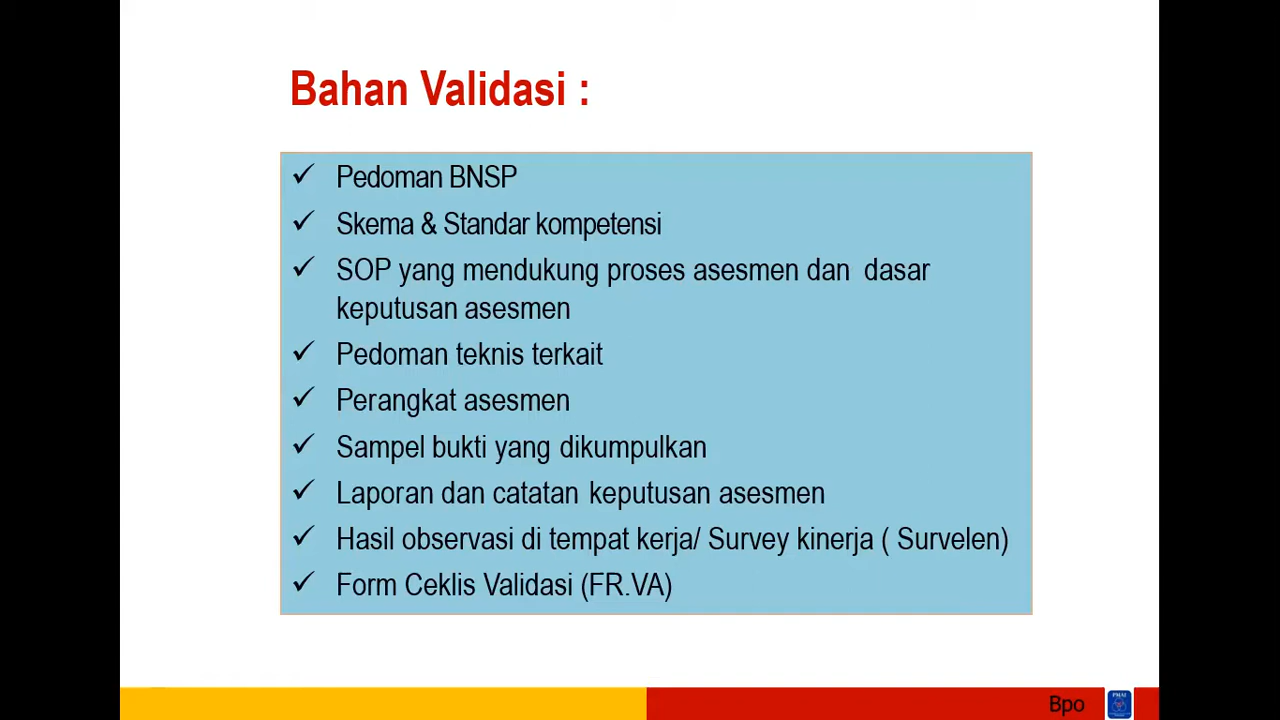 Bahan Validasi :
✓ Pedoman BNSP
✓ Skema & Standar kompetensi
✓ SOP yang mendukung proses asesmen dan dasar
keputusan asesmen
✓ Pedoman teknis terkait
✓ Perangkat asesmen
✓ Sampel bukti yang dikumpulkan
✓ Laporan dan catatan keputusan asesmen
✓ Hasil observasi di tempat kerja/ Survey kinerja ( Survelen)
✓ Form Ceklis Validasi (FR.VA)
Bpo